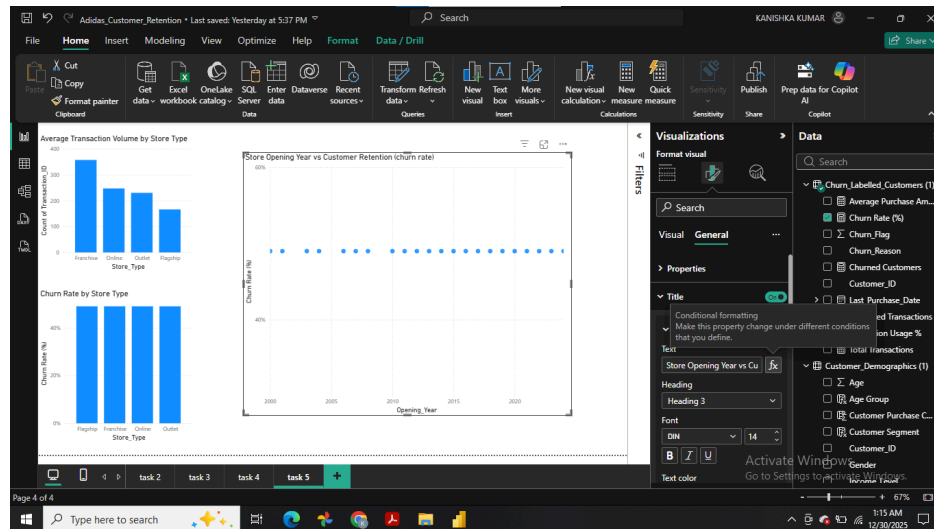 Adidas_Customer_Retention • Last saved: Yesterday at 5:37 PM
Search
KANISHKA KUMAR
File Home Insert Modeling View Optimize Help Format Data / Drill
Share
Paste
Cut
Copy
Format painter
Get data
Excel workbook
OneLake catalog
SQL Server
Enter data
Dataverse
Recent sources
Transform data
Refresh
New visual
Text box
More visuals
New visual calculation
New measure
Quick measure
Sensitivity
Publish
Prep data for Copilot
AI
Clipboard Data Queries Insert Calculations Sensitivity Share Copilot
Average Transaction Volume by Store Type
400
300
200
100
0
Count of Transaction_ID
Franchise Online Outlet Flagship
Store_Type
Churn Rate by Store Type
40%
20%
0%
Churn Rate (%)
Flagship Franchise Online Outlet
Store_Type
Store Opening Year vs Customer Retention (churn rate)
60%
40%
Churn Rate (%)
2000 2005 2010 2015 2020
Opening_Year
Filters
Visualizations
Format visual
Search
Visual General
Properties
Title
On
Conditional formatting
Make this property change under different conditions
that you define.
Text
Store Opening Year vs Cu
fx
Heading
Heading 3
Font
DIN
14
B I U
Text color
Data
Search
Churn_Labelled_Customers (1)
Average Purchase Am...
Churn Rate (%)
Churn_Flag
Churn_Reason
Churned Customers
Customer_ID
Last_Purchase_Date
ed Transactions
ion Usage %
Total Transactions
Customer_Demographics (1)
Age
Age Group
Customer Purchase C...
Customer Segment
Customer_ID
Gender
Income_Level
Activate Windows
Go to Settings to activate Windows.
task 2 task 3 task 4 task 5
Page 4 of 4
67%
Type here to search
1:15 AM
12/30/2025